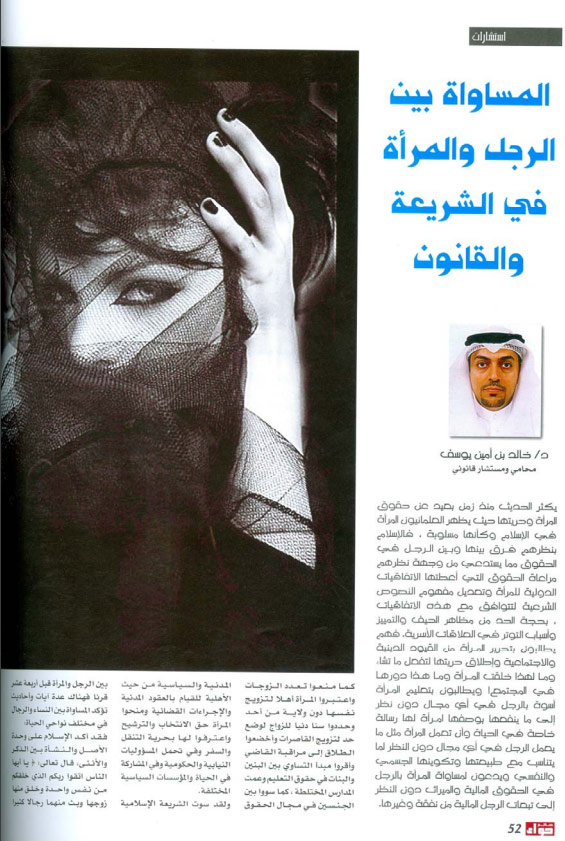 استشارات
المساواة بين
الرجل والمرأة
في الشريعة
والقانون
د/ خالد بن أمين يوسف
محامي ومستشار قانوني
يكثر الحديث منذ زمن بعيد عن حقوق
المرأة وحريتها حيث يظهر العلمانيون المرأة
في الإسلام وكأنها مسلوبة ، فالإسلام
بنظرهم فرق بينها وبين الرجل في
الحقوق مما يستدعي من وجهة نظرهم
مراعاة الحقوق التي أعطتها الاتفاقيات
الدولية للمرأة وتعديل مفهوم النصوص
الشرعية لتتوافق مع هذه الاتفاقيات
، بحجة الحد من مظاهر الحيف والتمييز
وأسباب التوتر في العلاقات الأسرية. فهم
يطالبون بتحرير المرأة من القيود الدينية
والاجتماعية وإطلاق حريتها لتفعل ما تشاء
وما لهذا خلقت المرأة وما هذا دورها
في المجتمع! ويطالبون بتعليم المرأة
أسوة بالرجل في أي مجال دون نظر
إلى ما ينفعها بوصفها امرأة لها رسالة
خاصة في الحياة وأن تعمل المرأة مثل ما
يعمل الرجل في أي مجال دون النظر لما
يتناسب مع طبيعتها وتكوينها الجسمي
والنفسي ويدعون لمساواة المرأة بالرجل
في الحقوق المالية والميراث دون النظر
إلى تبعات الرجل المالية من نفقة وغيرها.
كما منعوا تعدد الزوجات
واعتبروا المرأة أهلا لتزويج
نفسها دون ولاية من أحد
وحددوا سنا دنيا للزواج لوضع
حد لتزويج القاصرات وأخضعوا
الطلاق إلى مراقبة القاضي
وأقروا مبدأ التساوي بين البنين
والبنات في حقوق التعليم وعمت
المدارس المختلطة ، كما سووا بين
الجنسين في مجال الحقوق
المدنية والسياسية من حيث
الأهلية للقيام بالعقود المدنية
والإجراءات القضائية ومنحوا
المرأة حق الانتخاب والترشيح
واعترفوا لها بحرية التنقل
والسفر وفي تحمل المسؤوليات
النيابية والحكومية وفي المشاركة
في الحياة والمؤسسات السياسية
المختلفة.
ولقد سوت الشريعة الإسلامية
بين الرجل والمرأة قبل أربعة عشر
قرنا فهناك عدة آيات وأحاديث
تؤكد المساواة بين النساء والرجال
في مختلف نواحي الحياة:
فقد أكد الإسلام على وحدة
الأصل والنشأة بين الذكر
والأنثى، قال تعالى: ﴿ يا أيها
الناس اتقوا ربكم الذي خلقكم
من نفس واحدة وخلق منها
زوجها وبث منهما رجالا كثيرا
حواء
52